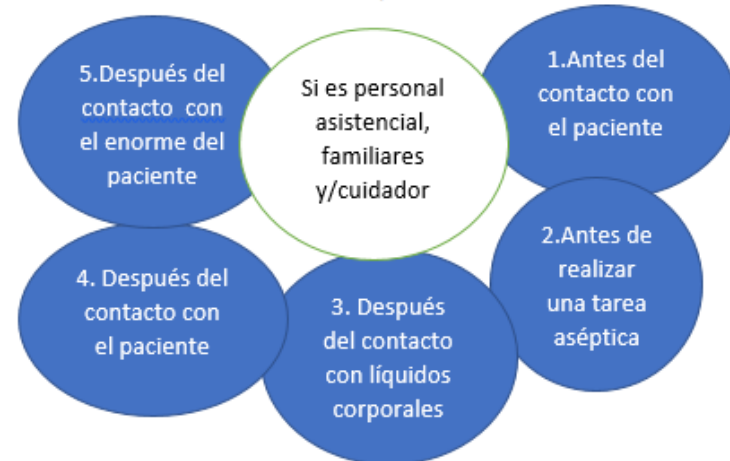 Si es personal
asistencial,
familiares
y/cuidador
1.Antes del
contacto con
el paciente
2.Antes de
realizar
una tarea
aséptica
3. Después
del contacto
con líquidos
corporales
4. Después del
contacto con
el paciente
5.Después del
contacto con
el enorme del
paciente